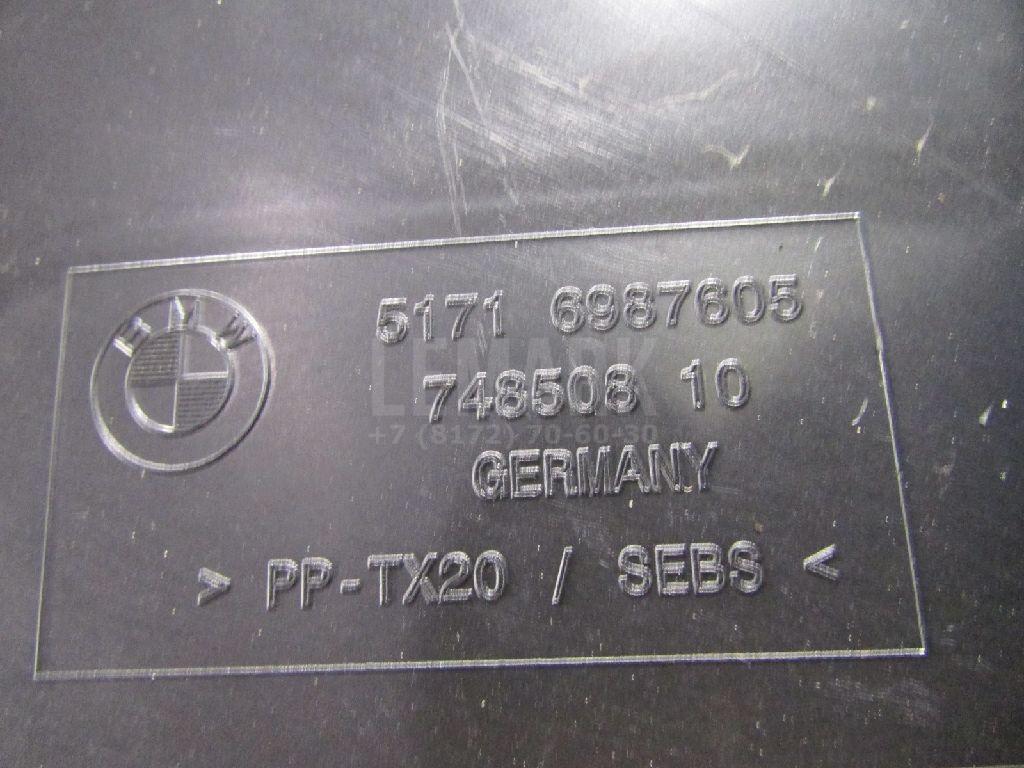 BMW
5171 6987605
LEMARK
748508 10
+7 (8172) 70-60-30
GERMANY
> PP-TX20 / SEBS <